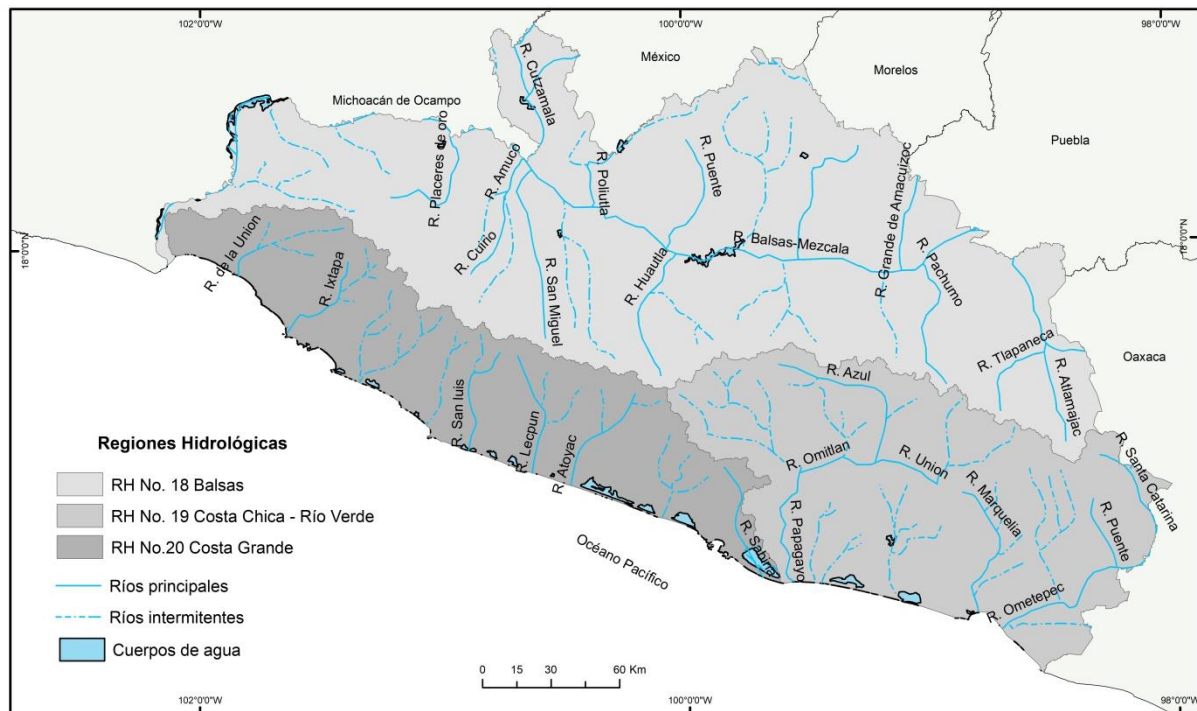 102°0'0"W
100°0'0"W
98°0'0"W
México
Morelos
Michoacán de Ocampo
Puebla
Oaxaca
18°0'0"N
18°0'0"N
R. Cutzamala
R. Placeres de oro
R. Amuco
R. Poliutla
R. Puente
R. Grande de Amacuizoc
R. de la Union
R. Ixtapa
R. Cuirio
R. San Miguel
R. Huautla
R. Balsas-Mezcala
R. Pachumo
R. Tlapaneca
R. Atlamajac
R. Azul
R. San luis
R. Lecpun
R. Atoyac
R. Omitlan
R. Union
R. Santa Catarina
R. Marquelia
R. Puente
R. Sabina
R. Papagayo
R. Ometepec
Océano Pacífico
Regiones Hidrológicas
RH No. 18 Balsas
RH No. 19 Costa Chica - Río Verde
RH No.20 Costa Grande
Ríos principales
Ríos intermitentes
Cuerpos de agua
0 15 30 60 Km
102°0'0"W
100°0'0"W
98°0'0"W